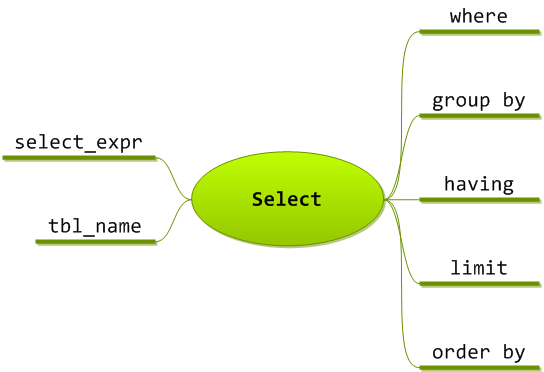 select_expr
tbl_name
Select
where
group by
having
limit
order by